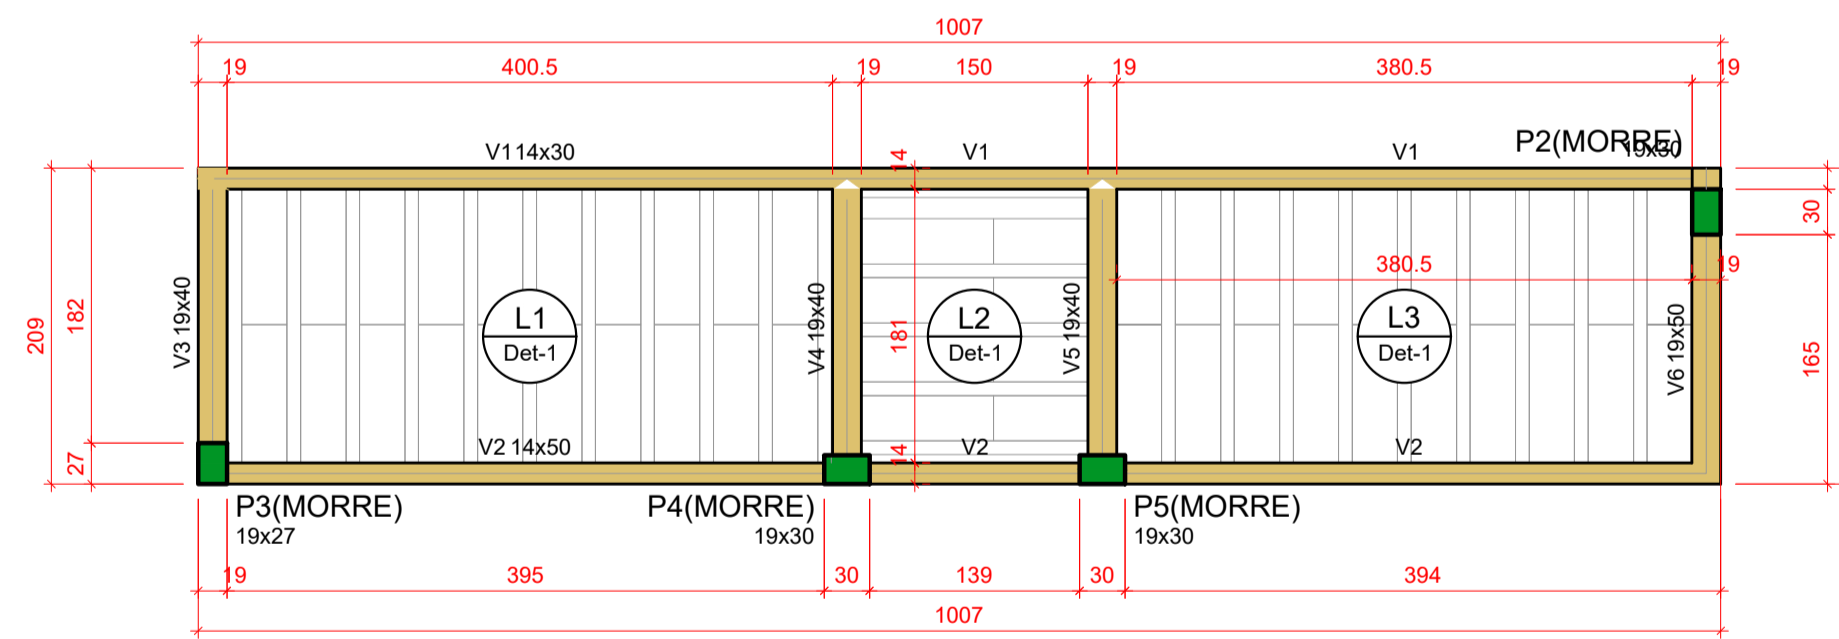 1007
19 400.5 19 150 19 380.5 19
P2(MORRE)
19x30
V1 14x30
V1
V1
14
30
380.5 19
209
182
V3 19x40
L1
Det-1
V4 19x40
181
L2
Det-1
V5 19x40
L3
Det-1
V6 19x50
165
V2 14x50
14
V2
V2
27
P3(MORRE)
19x27
P4(MORRE)
19x30
P5(MORRE)
19x30
19 395 30 139 30 394
1007